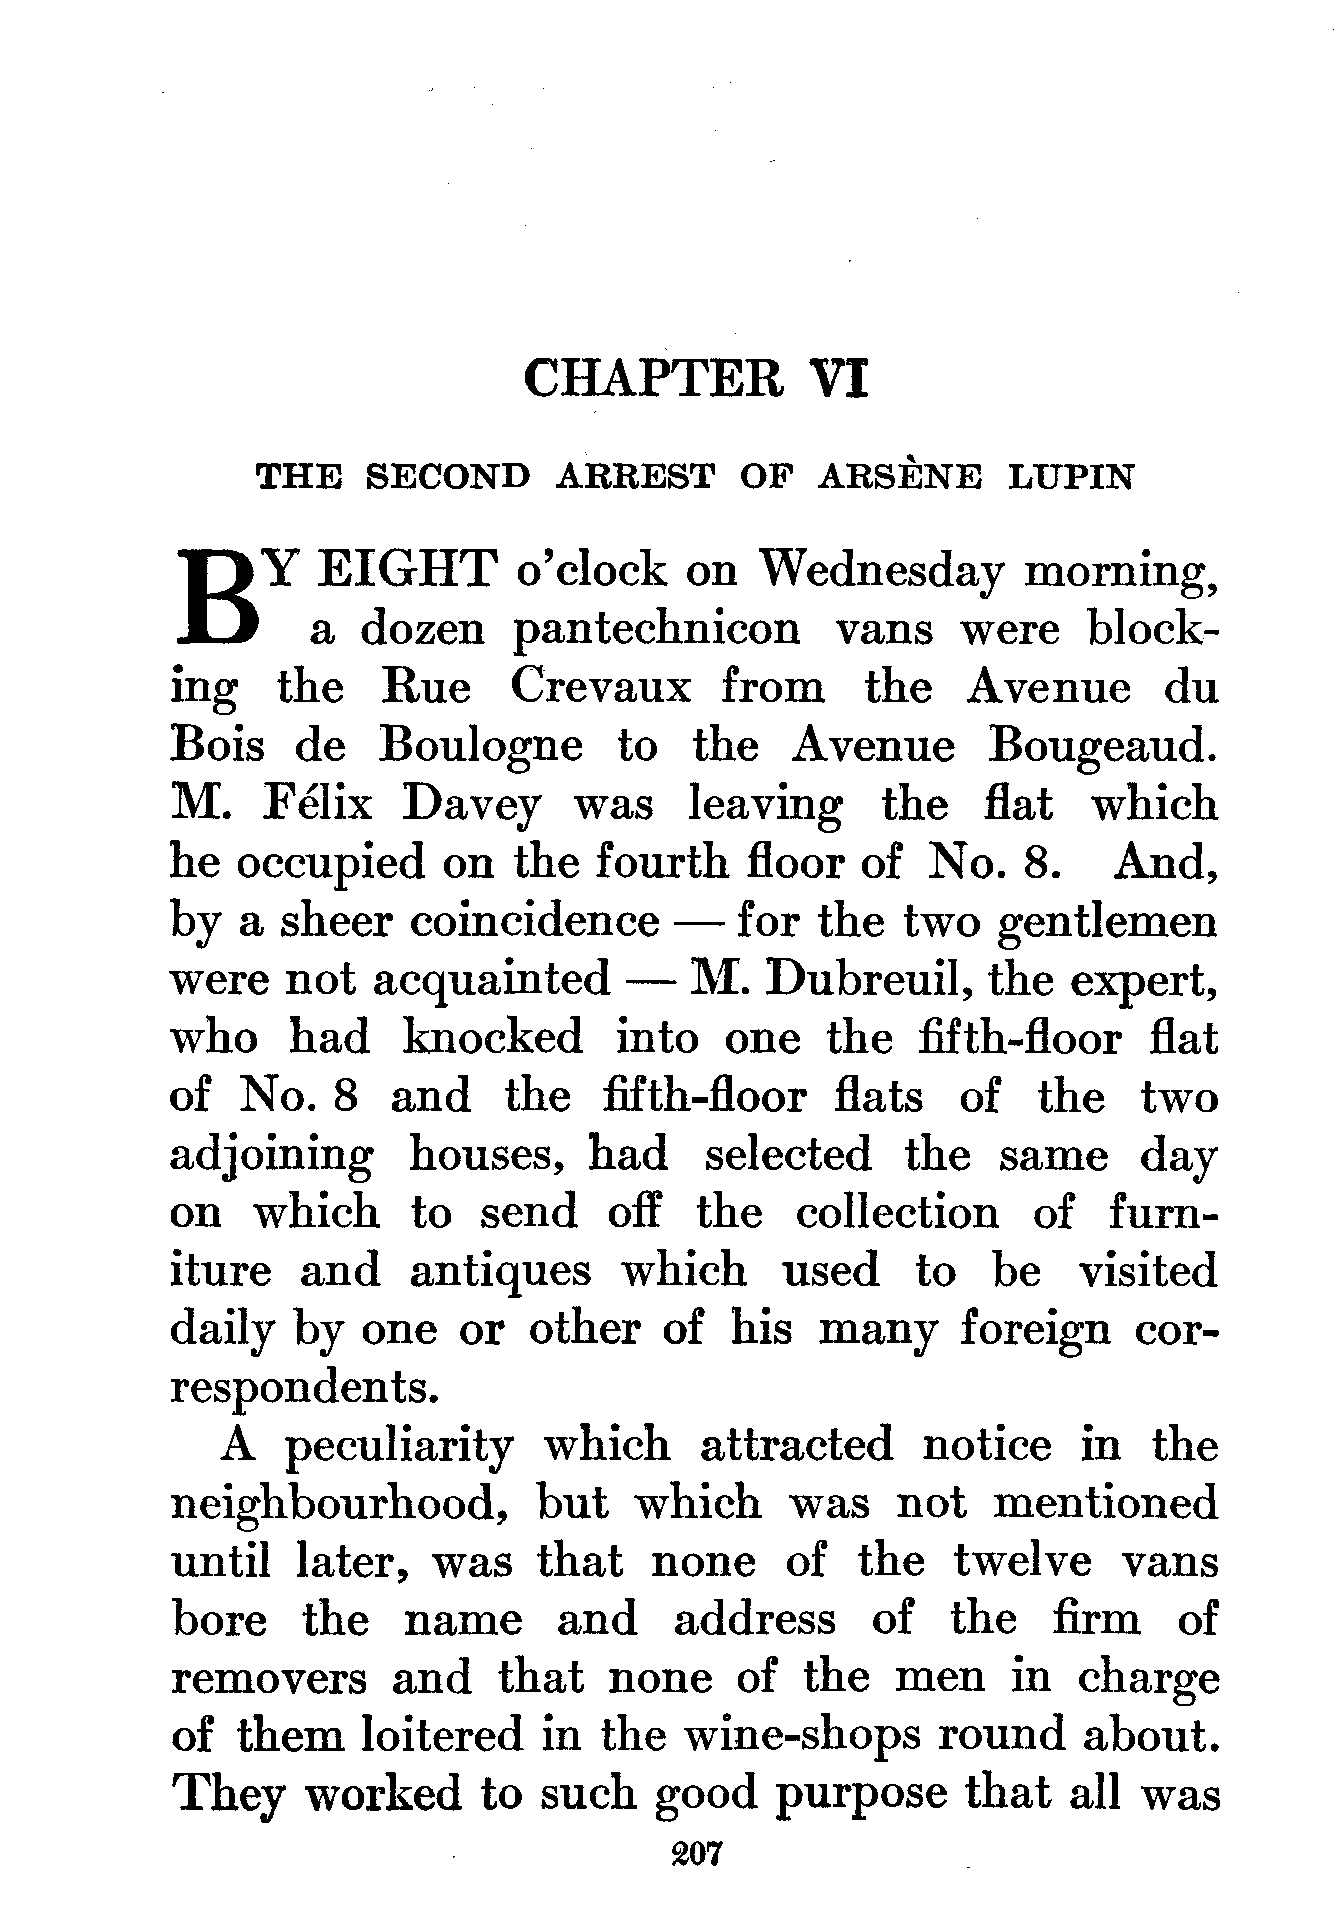 CHAPTER VI
THE SECOND ARREST OF ARSÈNE LUPIN
BY EIGHT o'clock on Wednesday morning,
a dozen pantechnicon vans were block-
ing the Rue Crevaux from the Avenue du
Bois de Boulogne to the Avenue Bougeaud.
M. Félix Davey was leaving the flat which
he occupied on the fourth floor of No. 8. And,
by a sheer coincidence — for the two gentlemen
were not acquainted — M. Dubreuil, the expert,
who had knocked into one the fifth-floor flat
of No. 8 and the fifth-floor flats of the two
adjoining houses, had selected the same day
on which to send off the collection of furn-
iture and antiques which used to be visited
daily by one or other of his many foreign cor-
respondents.
A peculiarity which attracted notice in the
neighbourhood, but which was not mentioned
until later, was that none of the twelve vans
bore the name and address of the firm of
removers and that none of the men in charge
of them loitered in the wine-shops round about.
They worked to such good purpose that all was
207